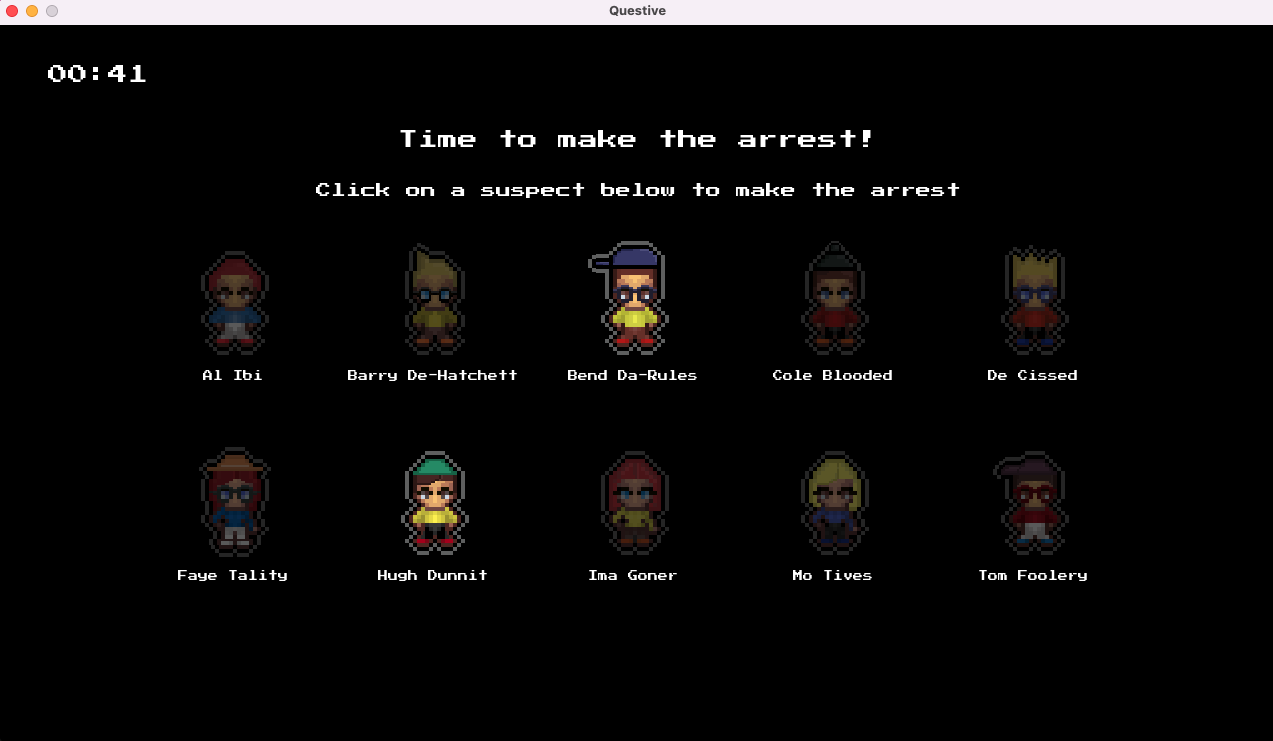 Questive
00:41
Time to make the arrest!
Click on a suspect below to make the arrest
Al Ibi
Barry De-Hatchett
Bend Da-Rules
Cole Blooded
De Cissed
Faye Tality
Hugh Dunnit
Ima Goner
Mo Tives
Tom Foolery